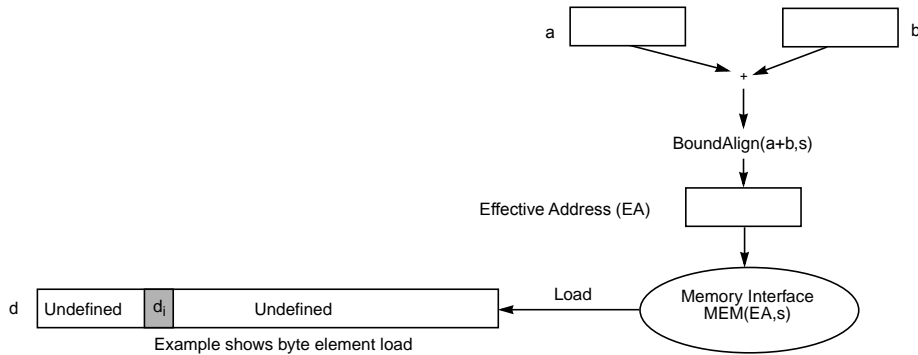 a
b
+
BoundAlign(a+b,s)
Effective Address (EA)
Load
Memory Interface
MEM(EA,s)
d
Undefined
di
Undefined
Example shows byte element load